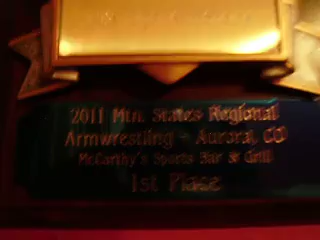 2011 Mtn. States Regional
Armwrestling - Aurora, CO
McCarthy's Sports Bar & Grill
1st Place